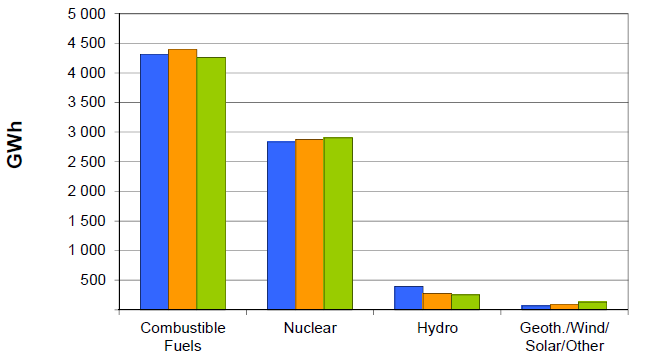 5 000
4 500
4 000
3 500
3 000
2 500
2 000
1 500
1 000
500
GWh
Combustible
Fuels
Nuclear
Hydro
Geoth./Wind/
Solar/Other